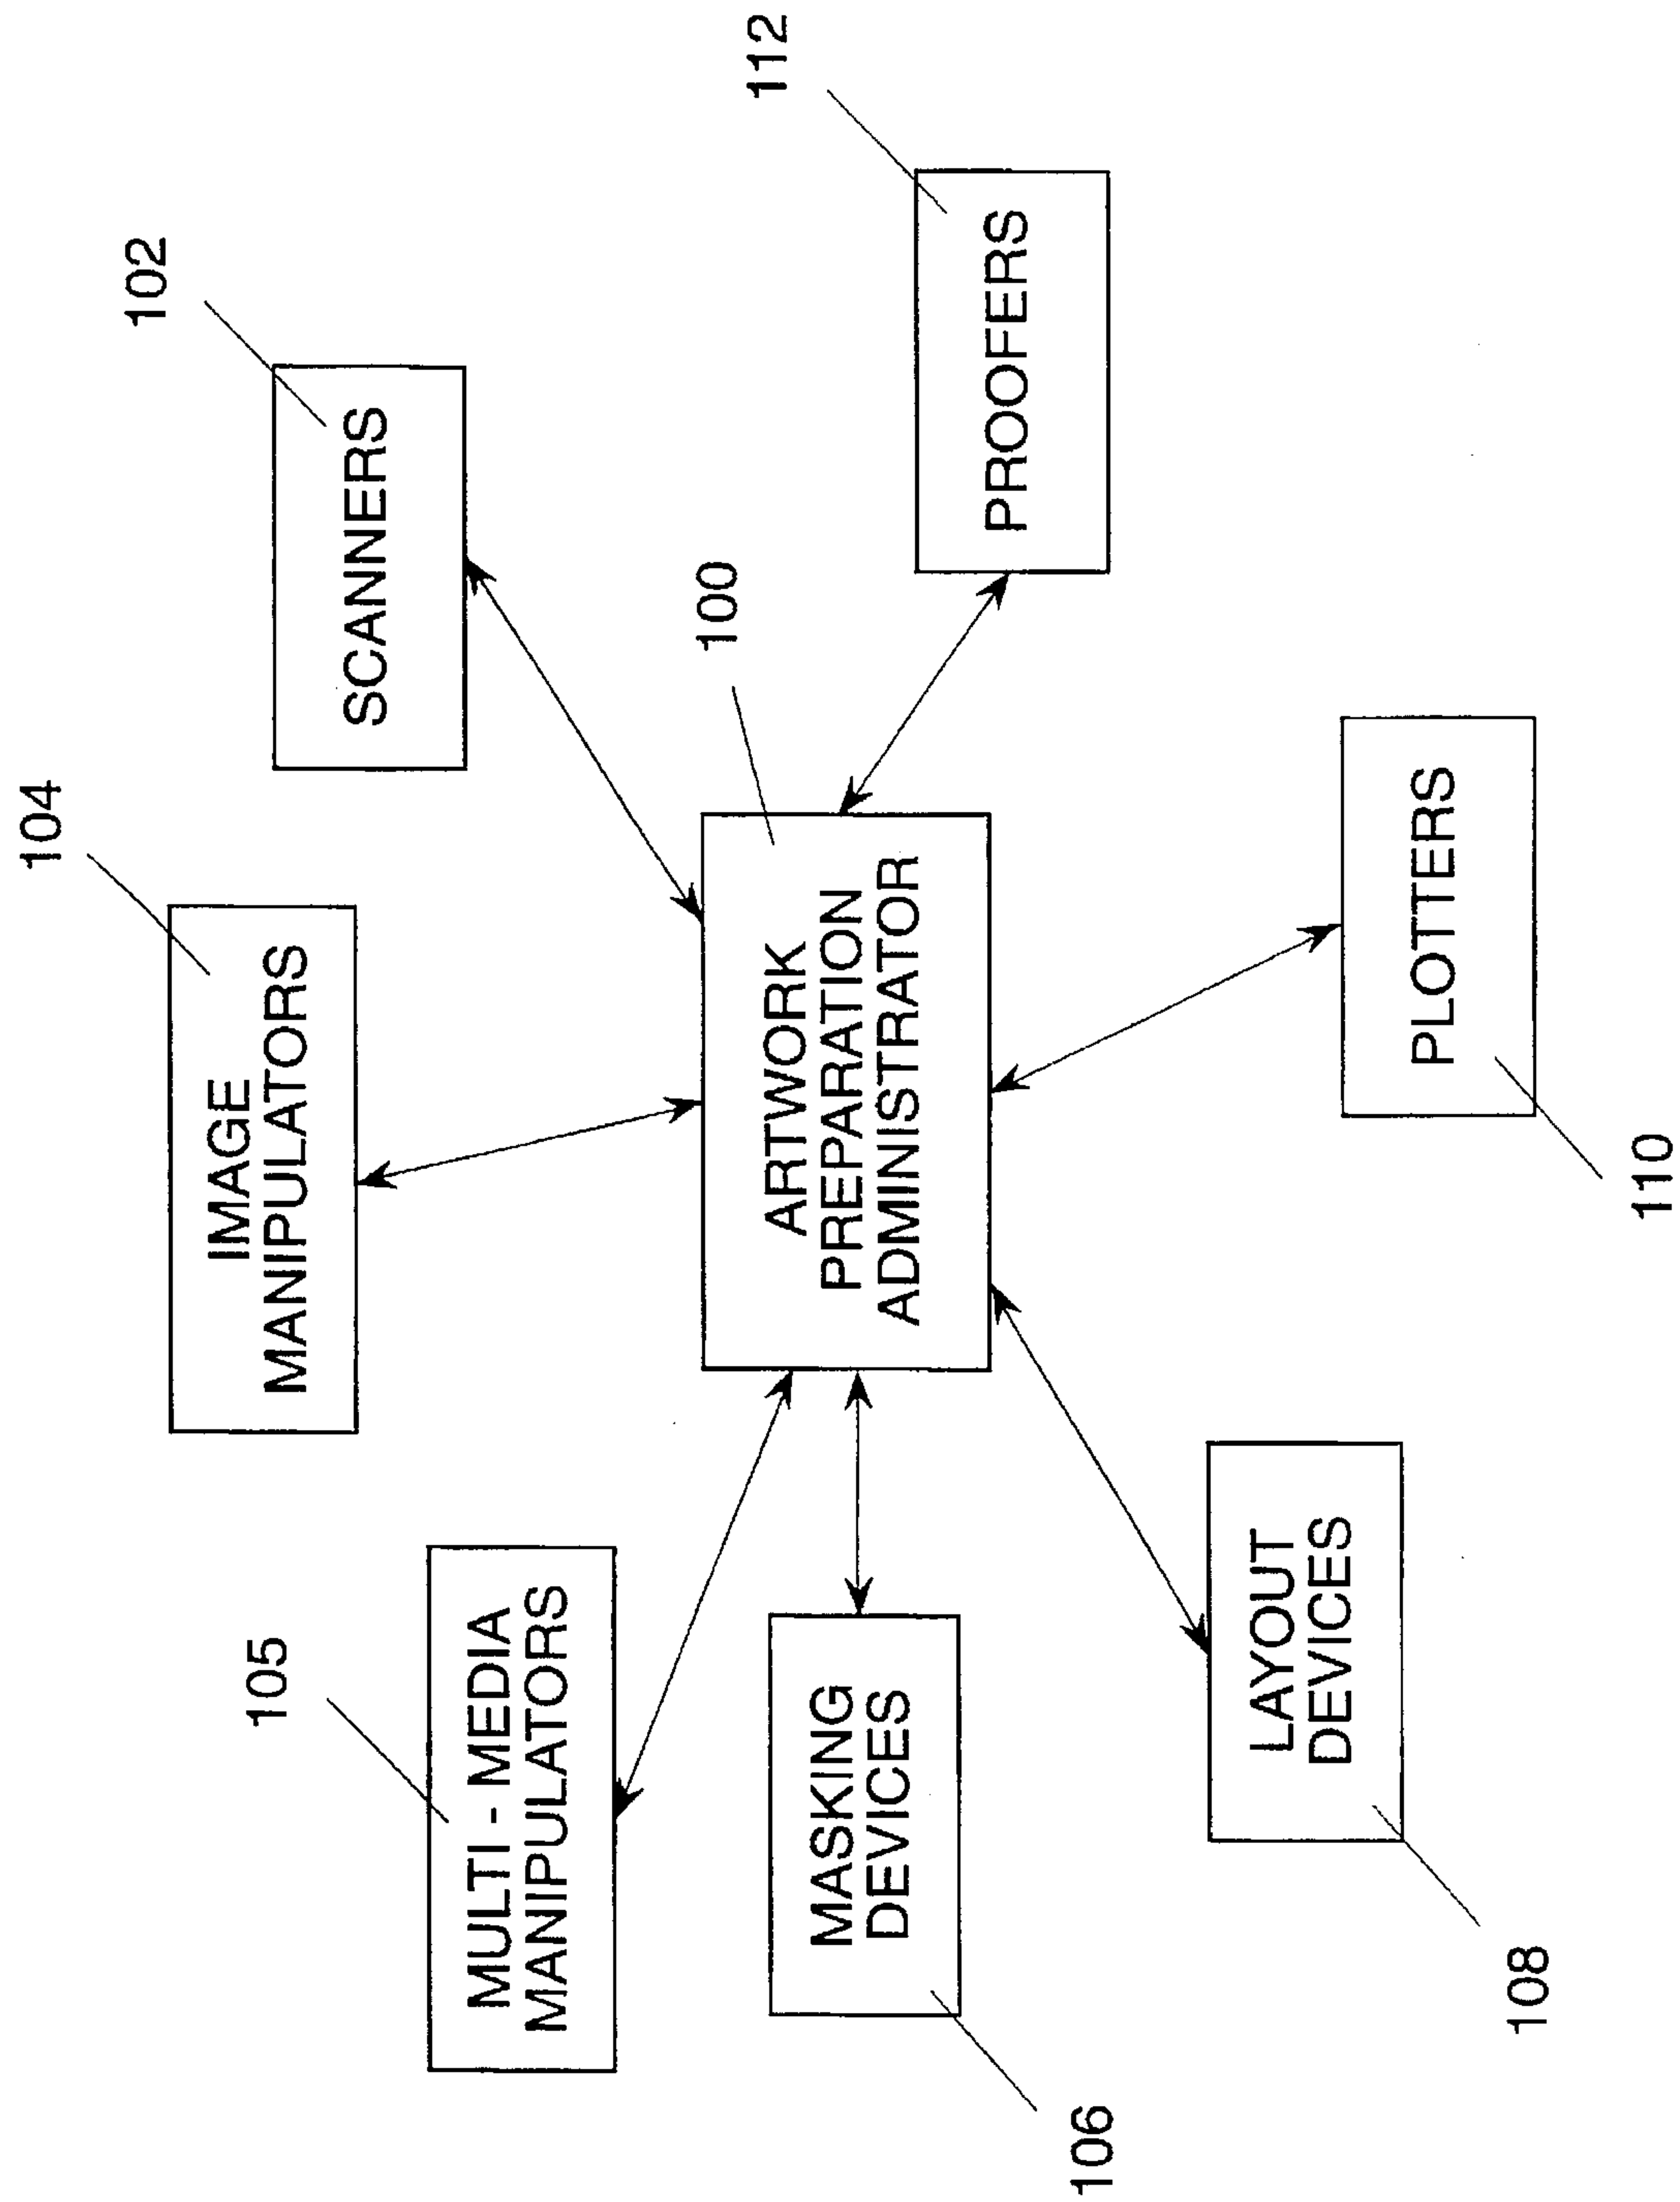 104
IMAGE
MANIPULATORS
102
SCANNERS
105
MULTI - MEDIA
MANIPULATORS
100
ARTWORK
PREPARATION
ADMINISTRATOR
112
PROOFERS
MASKING
DEVICES
106
LAYOUT
DEVICES
108
PLOTTERS
110